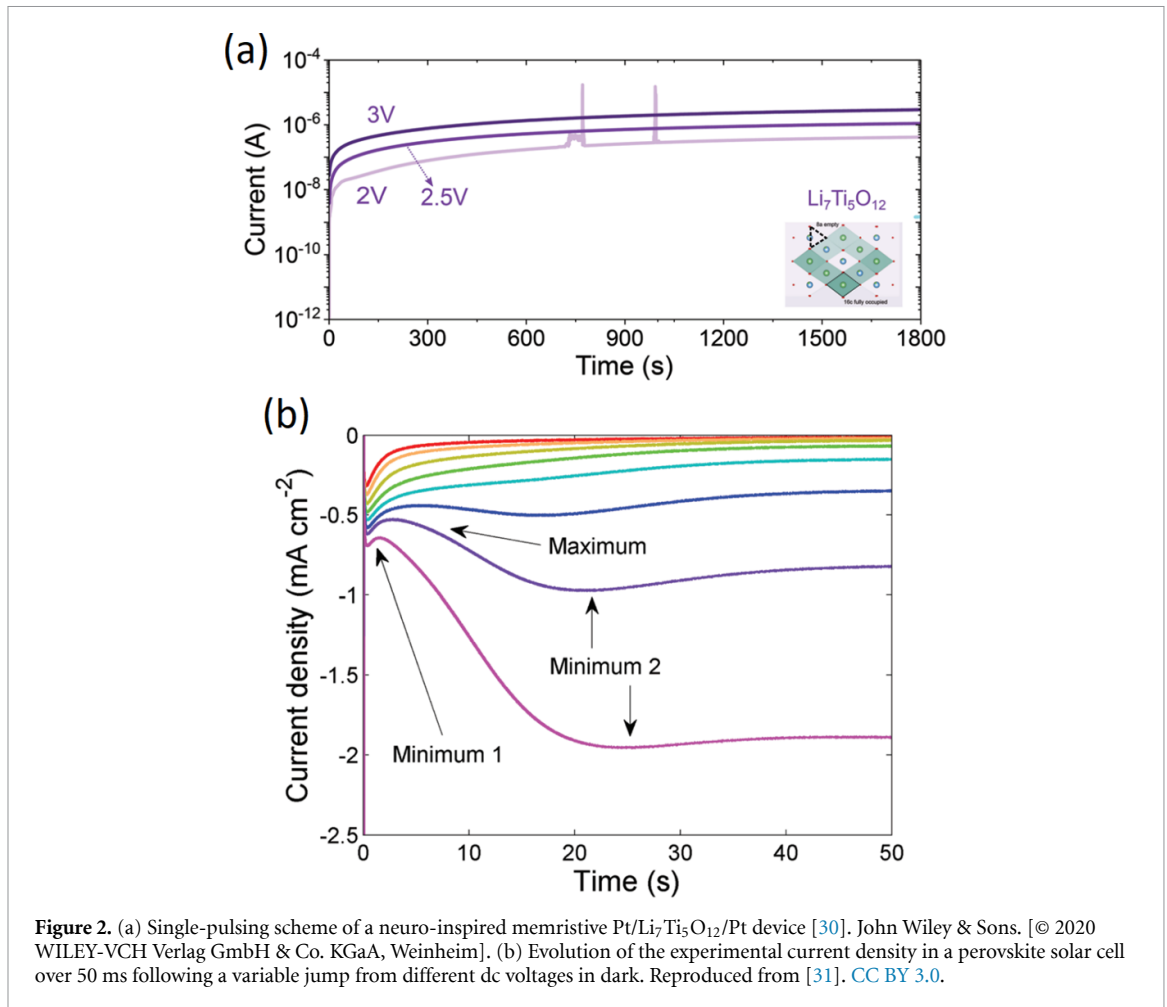 (a)
10⁻⁴
10⁻⁶
10⁻⁸
10⁻¹⁰
10⁻¹²
Current (A)
3V
2V
2.5V
Li₇Ti₅O₁₂
8a empty
16c fully occupied
0 300 600 900 1200 1500 1800
Time (s)
(b)
0
-0.5
-1
-1.5
-2
-2.5
Current density (mA cm⁻²)
Maximum
Minimum 2
Minimum 1
0 10 20 30 40 50
Time (s)
Figure 2. (a) Single-pulsing scheme of a neuro-inspired memristive Pt/Li₇Ti₅O₁₂/Pt device [30]. John Wiley & Sons. [© 2020
WILEY-VCH Verlag GmbH & Co. KGaA, Weinheim]. (b) Evolution of the experimental current density in a perovskite solar cell
over 50 ms following a variable jump from different dc voltages in dark. Reproduced from [31]. CC BY 3.0.